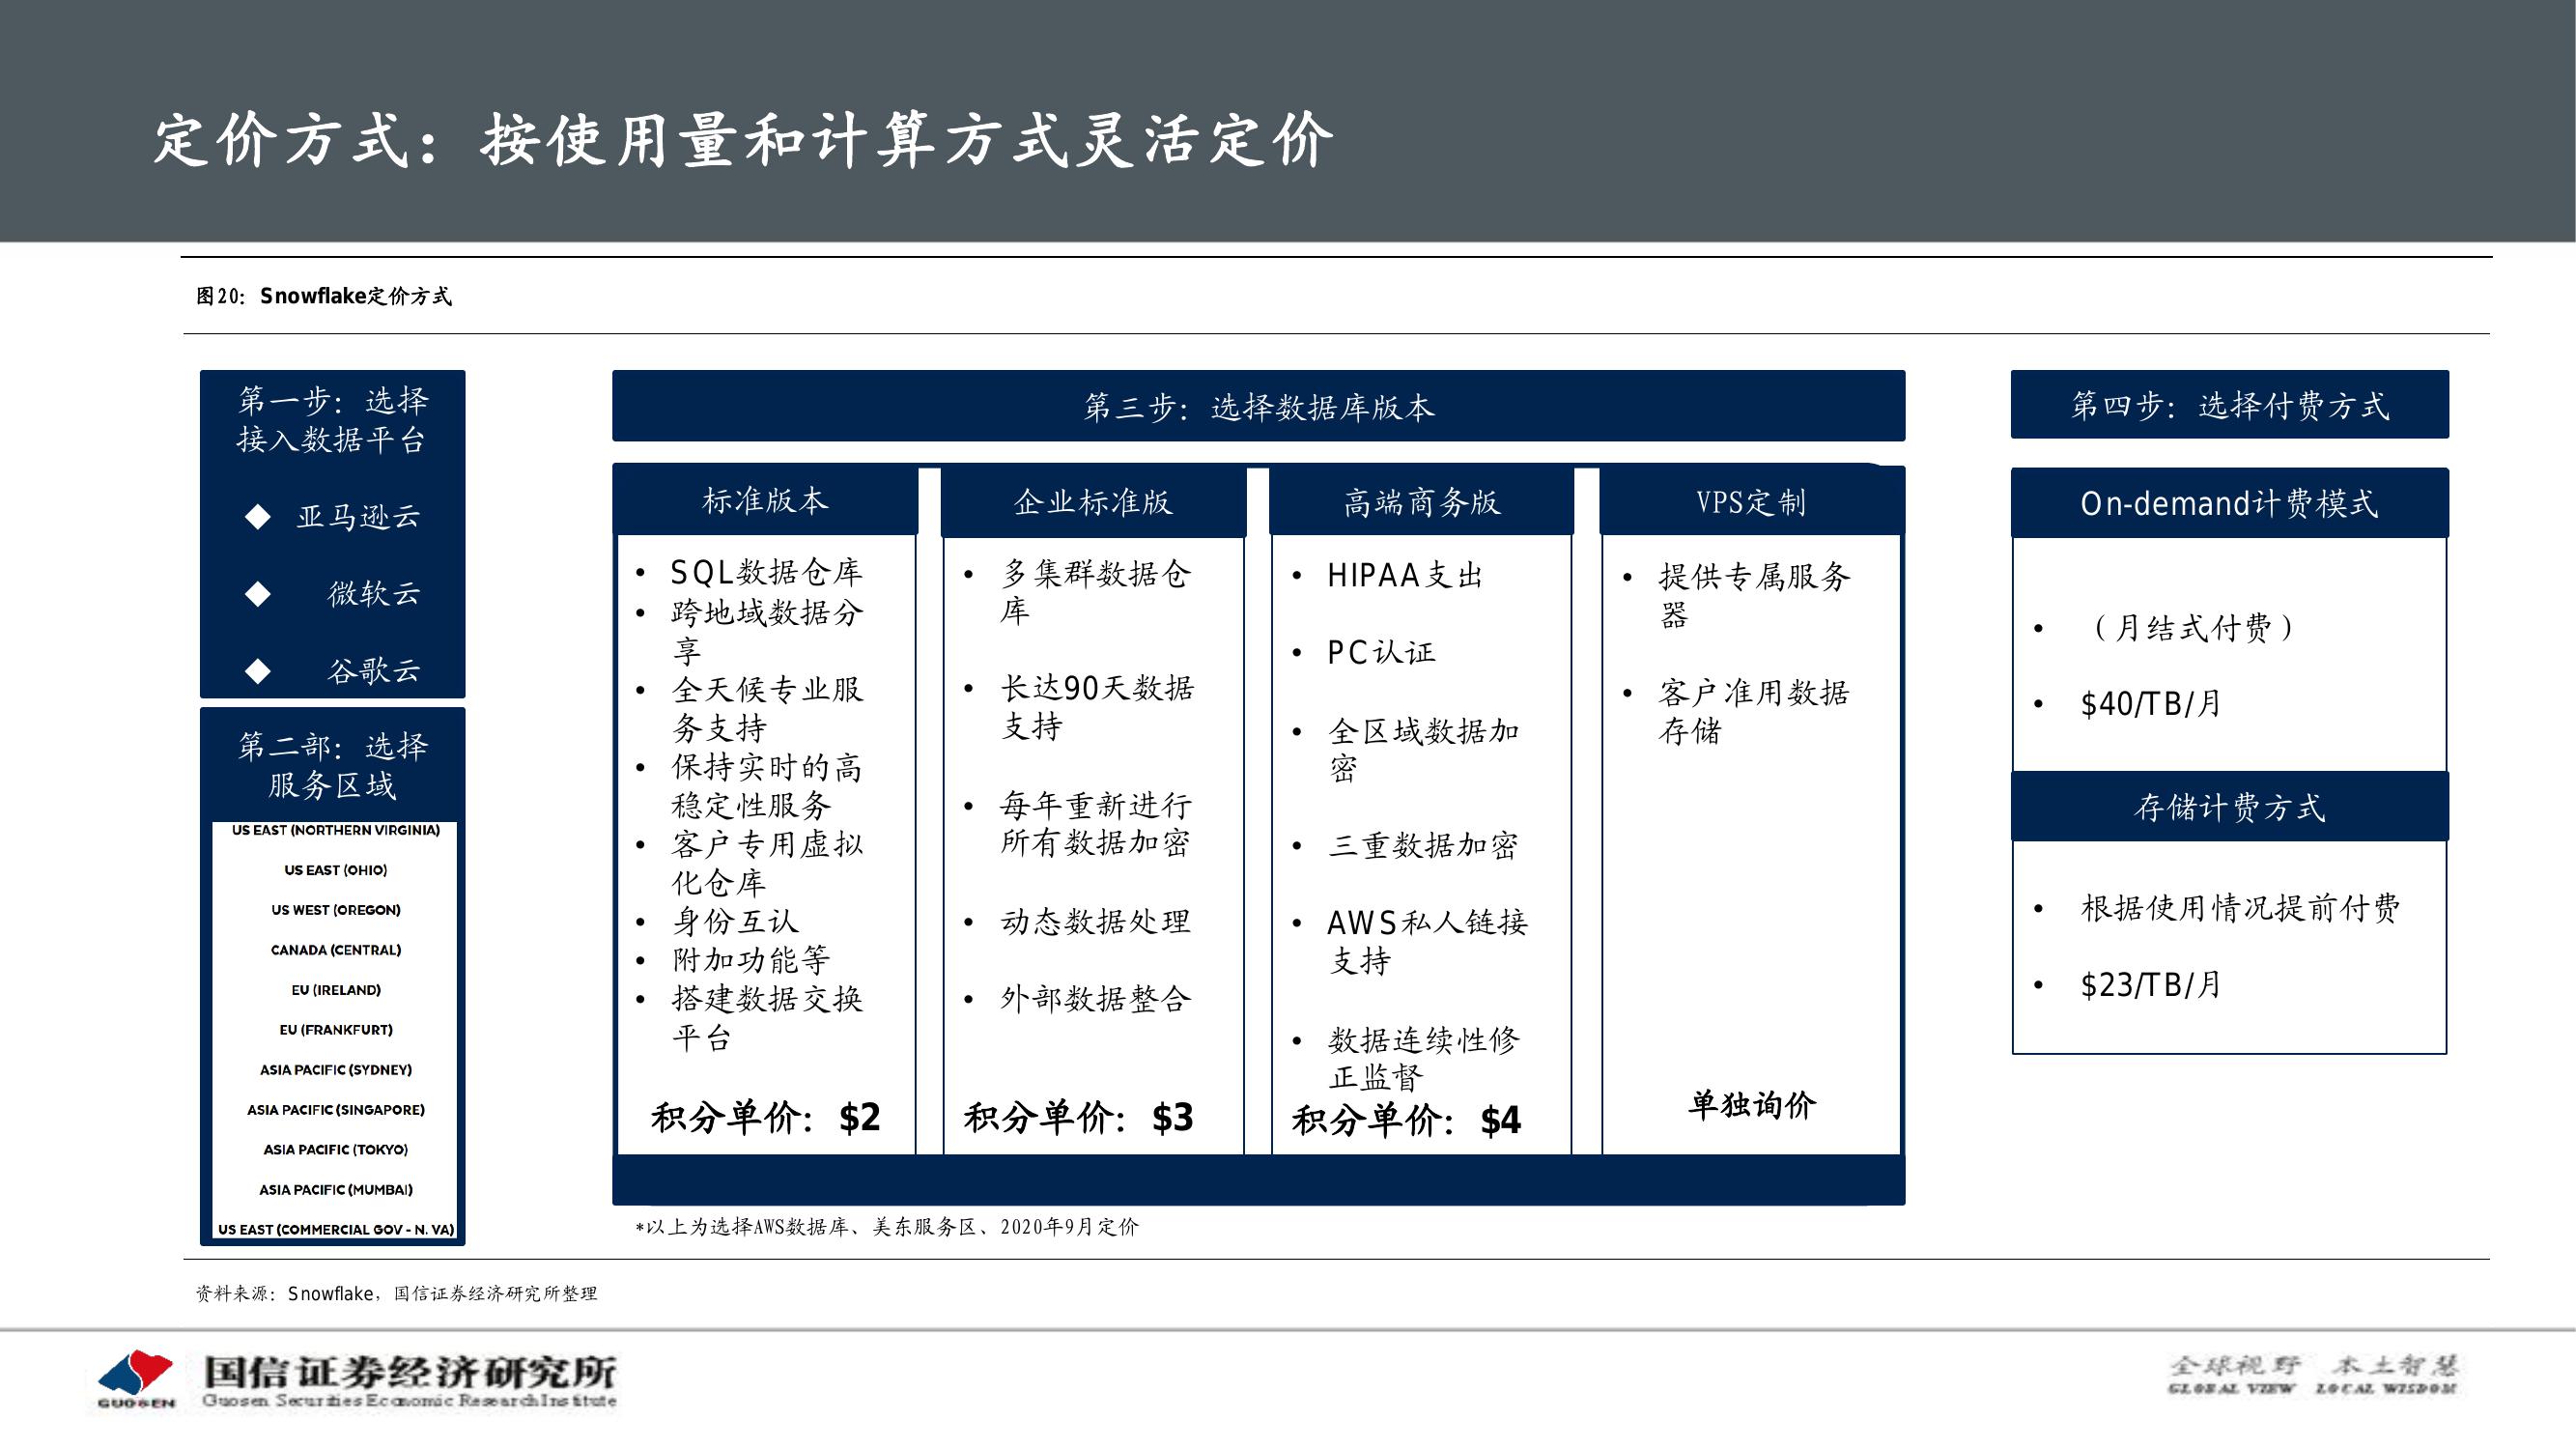 定价方式：按使用量和计算方式灵活定价
图20：Snowflake定价方式
第一步：选择
接入数据平台
◆ 亚马逊云
◆ 微软云
◆ 谷歌云
第二部：选择
服务区域
US EAST (NORTHERN VIRGINIA)
US EAST (OHIO)
US WEST (OREGON)
CANADA (CENTRAL)
EU (IRELAND)
EU (FRANKFURT)
ASIA PACIFIC (SYDNEY)
ASIA PACIFIC (SINGAPORE)
ASIA PACIFIC (TOKYO)
ASIA PACIFIC (MUMBAI)
US EAST (COMMERCIAL GOV - N. VA)
第三步：选择数据库版本
标准版本
• SQL数据仓库
• 跨地域数据分
享
• 全天候专业服
务支持
• 保持实时的高
稳定性服务
• 客户专用虚拟
化仓库
• 身份互认
• 附加功能等
• 搭建数据交换
平台
积分单价：$2
企业标准版
• 多集群数据仓
库
• 长达90天数据
支持
• 每年重新进行
所有数据加密
• 动态数据处理
• 外部数据整合
积分单价：$3
高端商务版
• HIPAA支出
• PC认证
• 全区域数据加
密
• 三重数据加密
• AWS私人链接
支持
• 数据连续性修
正监督
积分单价：$4
VPS定制
• 提供专属服务
器
• 客户准用数据
存储
单独询价
*以上为选择AWS数据库、美东服务区、2020年9月定价
第四步：选择付费方式
On-demand计费模式
• （月结式付费）
• $40/TB/月
存储计费方式
• 根据使用情况提前付费
• $23/TB/月
资料来源：Snowflake，国信证券经济研究所整理
GUOSEN
国信证券经济研究所
Guosen Securities Economic Research Institute
全球视野 本土智慧
GLOBAL VIEW LOCAL WISDOM